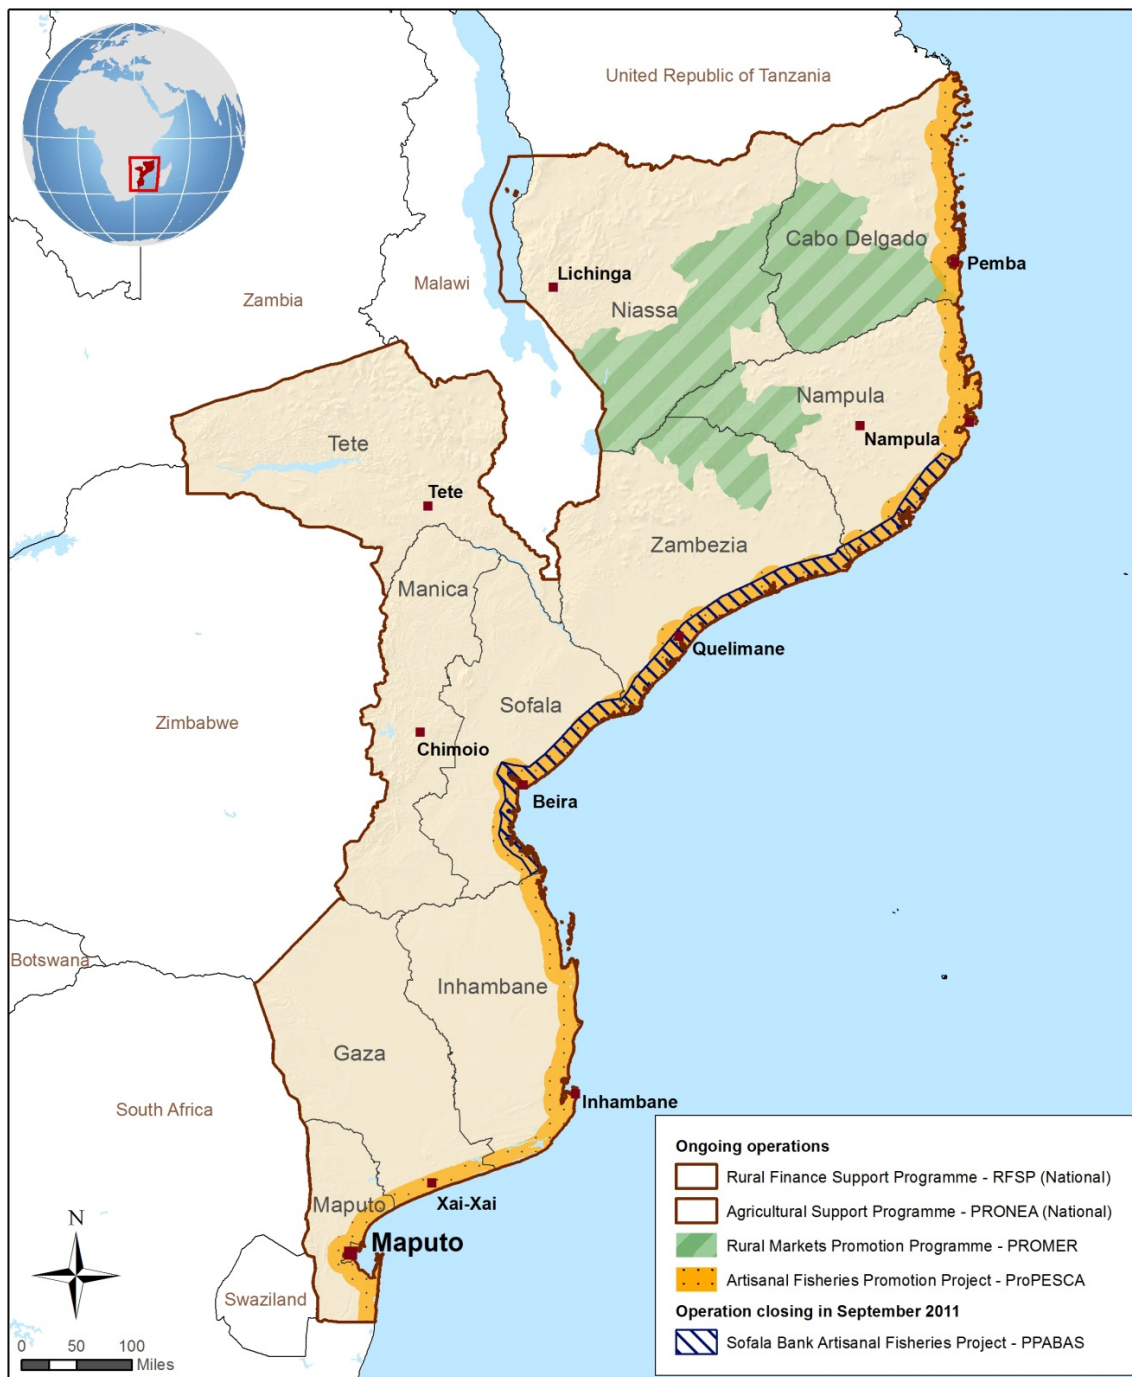 United Republic of Tanzania
Cabo Delgado
Pemba
Lichinga
Malawi
Zambia
Niassa
Nampula
Nampula
Tete
Tete
Zambezia
Manica
Quelimane
Sofala
Zimbabwe
Chimoio
Beira
Botswana
Inhambane
Gaza
Inhambane
South Africa
Maputo
Xai-Xai
N
Maputo
Swaziland
0 50 100
Miles
Ongoing operations
Rural Finance Support Programme - RFSP (National)
Agricultural Support Programme - PRONEA (National)
Rural Markets Promotion Programme - PROMER
Artisanal Fisheries Promotion Project - ProPESCA
Operation closing in September 2011
Sofala Bank Artisanal Fisheries Project - PPABAS